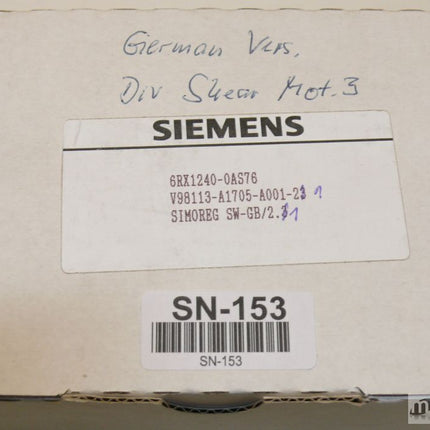 German Vers.
Div Shear Mot. 3
SIEMENS
6RX1240-0AS76
V98113-A1705-A001-21
SIMOREG SW-GB/2.1
SN-153
SN-153